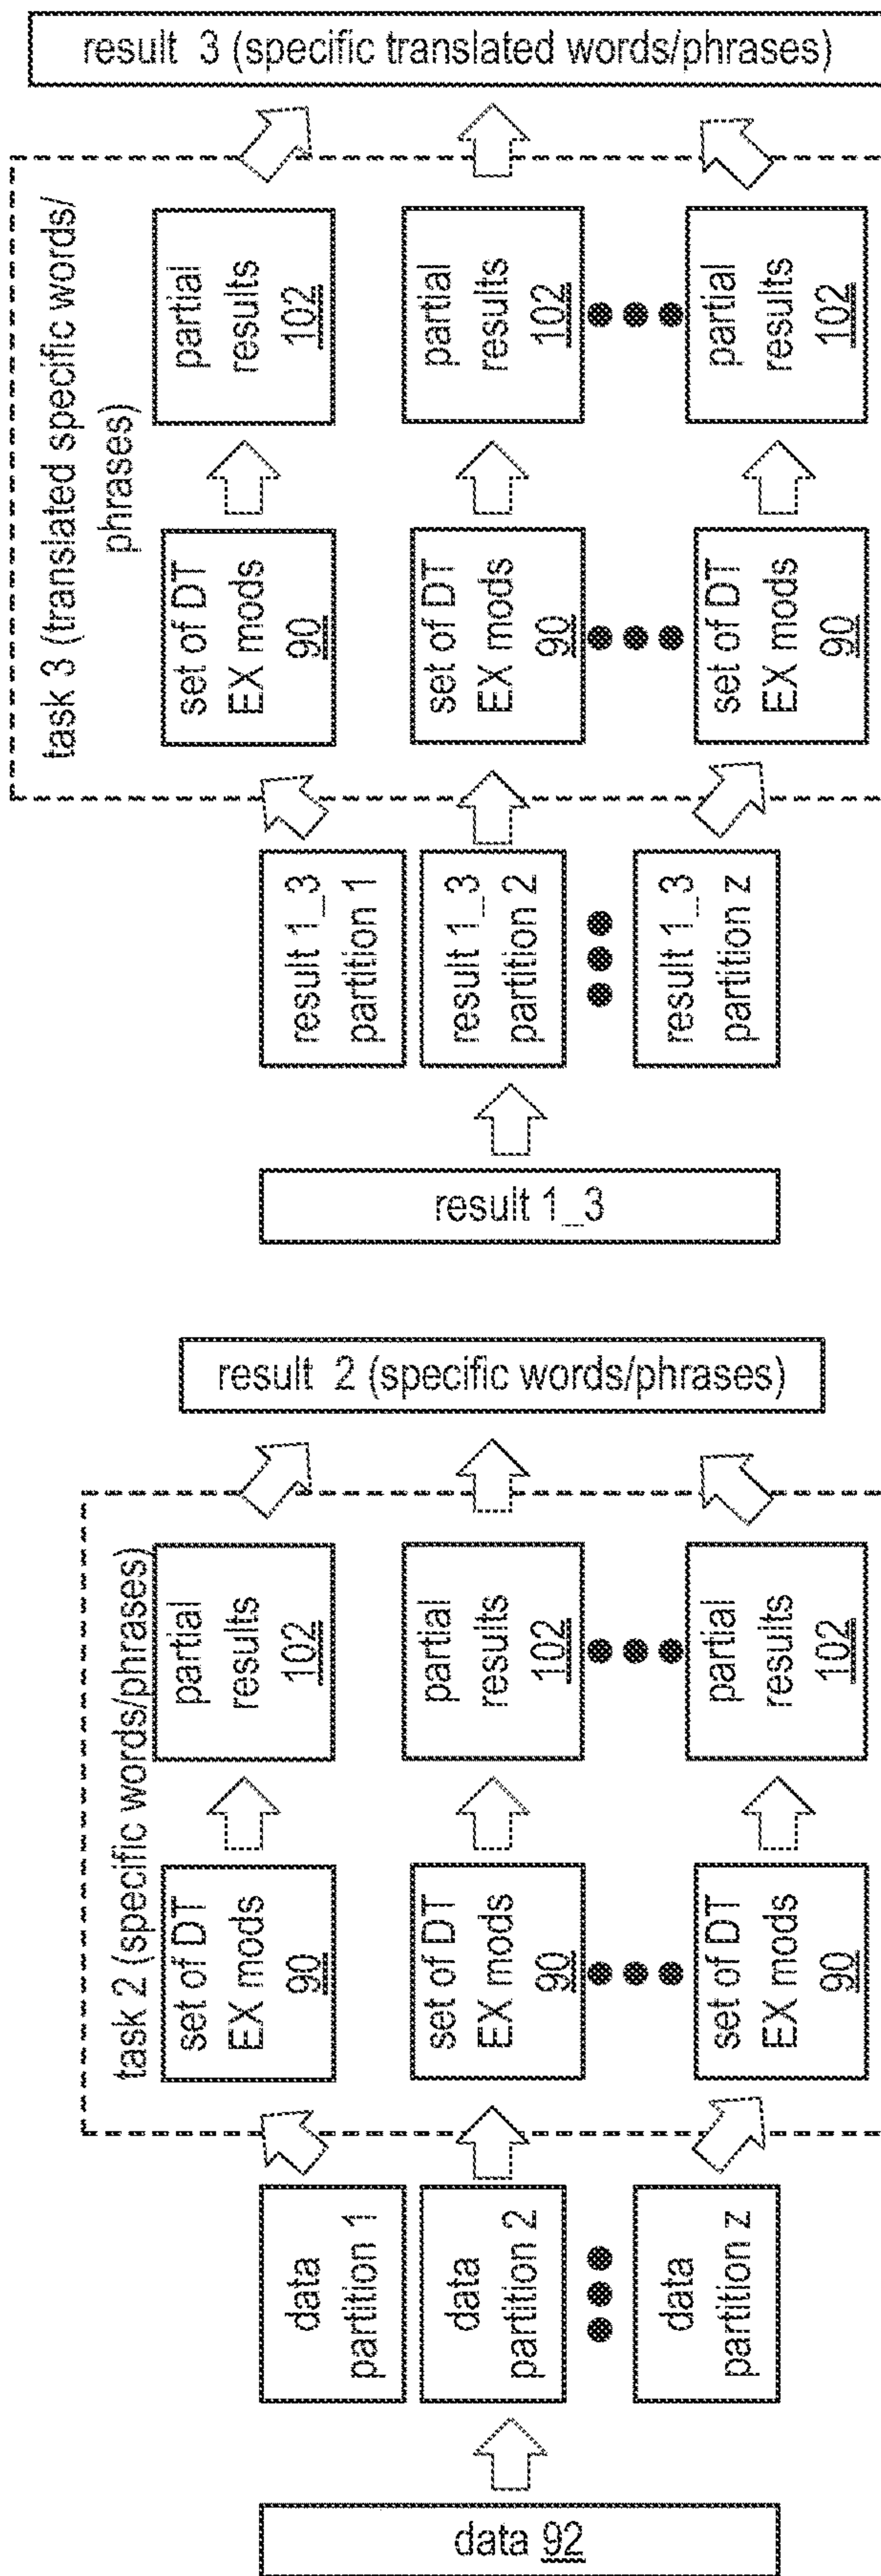 task 2 (specific words/phrases)
data 92
data
partition 1
data
partition 2
data
partition z
set of DT
EX mods
90
set of DT
EX mods
90
set of DT
EX mods
90
partial
results
102
partial
results
102
partial
results
102
result 2 (specific words/phrases)
task 3 (translated specific words/
phrases)
result 1_3
result 1_3
partition 1
result 1_3
partition 2
result 1_3
partition z
set of DT
EX mods
90
set of DT
EX mods
90
set of DT
EX mods
90
partial
results
102
partial
results
102
partial
results
102
result 3 (specific translated words/phrases)